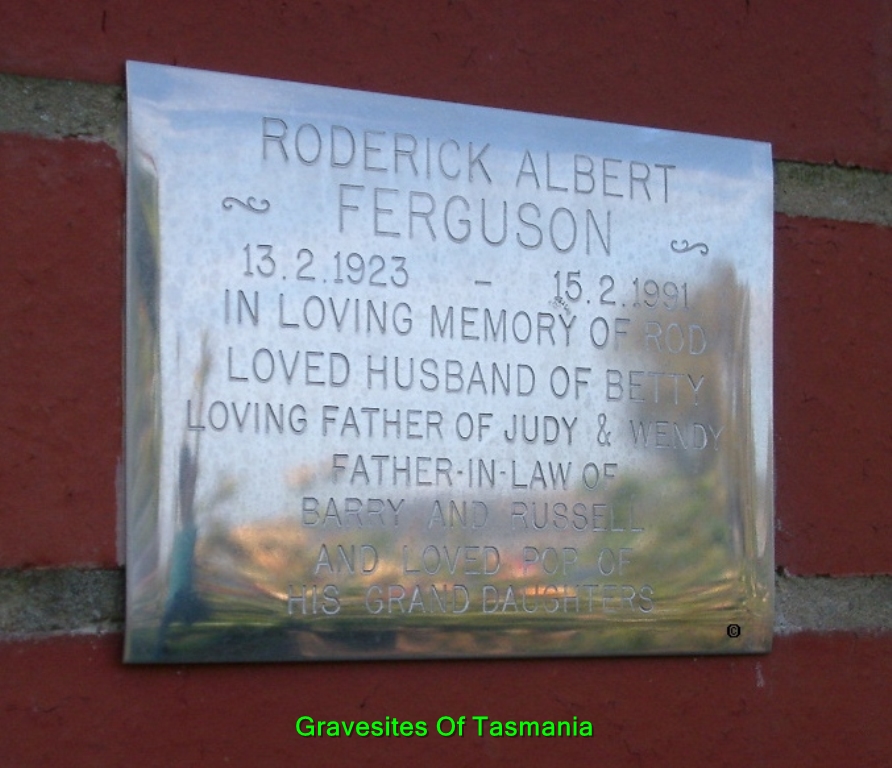 RODERICK ALBERT
FERGUSON
13.2.1923 - 15.2.1991
IN LOVING MEMORY OF ROD
LOVED HUSBAND OF BETTY
LOVING FATHER OF JUDY & WENDY
FATHER-IN-LAW OF
BARRY AND RUSSELL
AND LOVED POP OF
HIS GRAND DAUGHTERS
©
Gravesites Of Tasmania